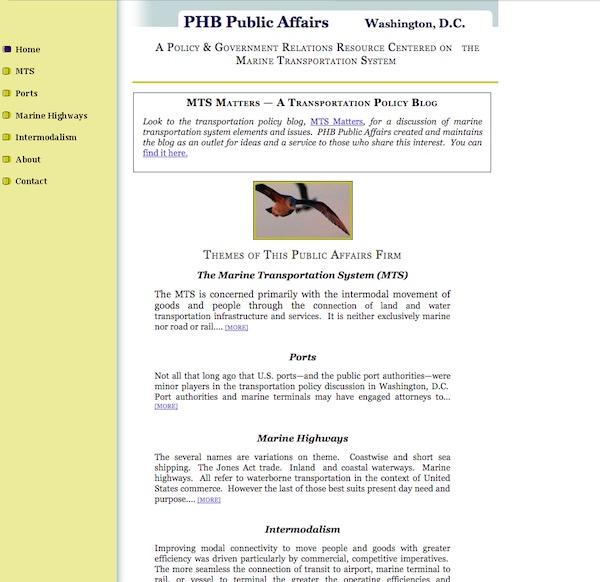 PHB Public Affairs Washington, D.C.
A Policy & Government Relations Resource Centered on the
Marine Transportation System
Home
MTS
Ports
Marine Highways
Intermodalism
About
Contact
MTS Matters — A Transportation Policy Blog
Look to the transportation policy blog, MTS Matters, for a discussion of marine
transportation system elements and issues. PHB Public Affairs created and maintains
the blog as an outlet for ideas and a service to those who share this interest. You can
find it here.
Themes of This Public Affairs Firm
The Marine Transportation System (MTS)
The MTS is concerned primarily with the intermodal movement of
goods and people through the connection of land and water
transportation infrastructure and services. It is neither exclusively marine
nor road or rail.... [MORE]
Ports
Not all that long ago that U.S. ports—and the public port authorities—were
minor players in the transportation policy discussion in Washington, D.C.
Port authorities and marine terminals may have engaged attorneys to...
[MORE]
Marine Highways
The several names are variations on theme. Coastwise and short sea
shipping. The Jones Act trade. Inland and coastal waterways. Marine
highways. All refer to waterborne transportation in the context of United
States commerce. However the last of those best suits present day need and
purpose.... [MORE]
Intermodalism
Improving modal connectivity to move people and goods with greater
efficiency was driven particularly by commercial, competitive imperatives.
The more seamless the connection of transit to airport, marine terminal to
rail, or vessel to terminal the greater the operating efficiencies and